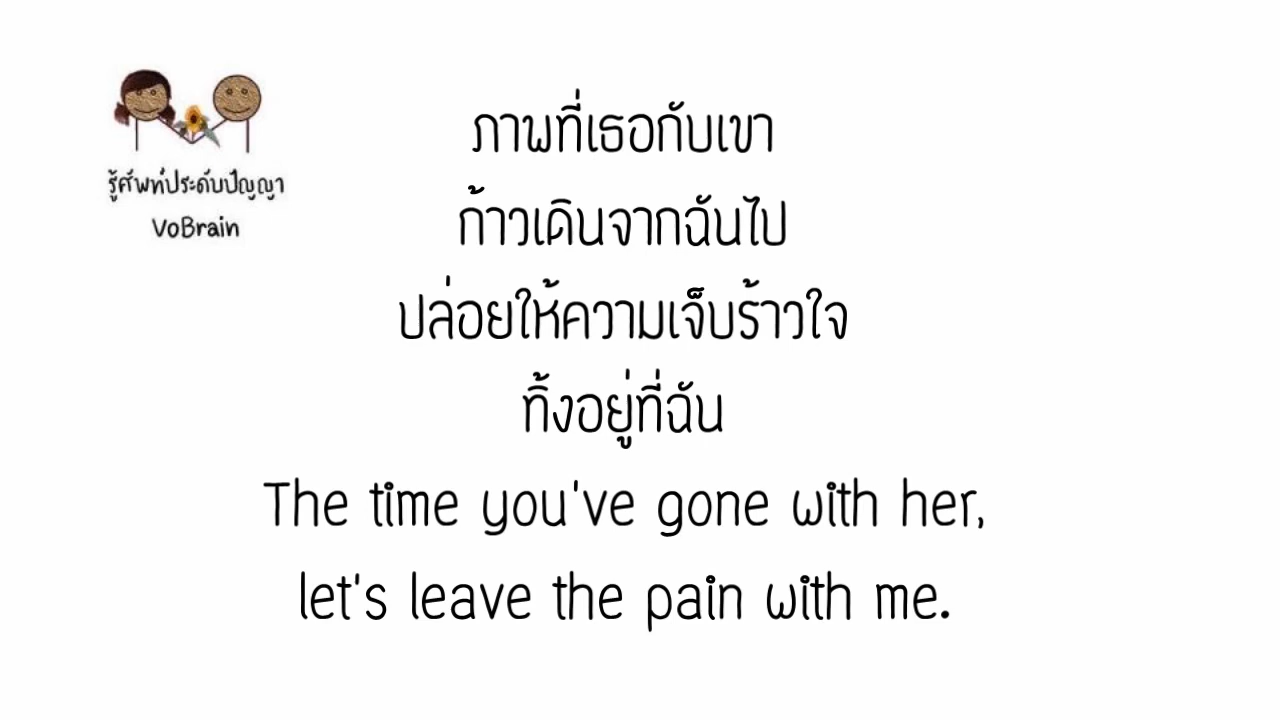 รู้ศัพท์ประดับปัญญา
VoBrain
ภาพที่เธอกับเขา
ก้าวเดินจากฉันไป
ปล่อยให้ความเจ็บร้าวใจ
ทิ้งอยู่ที่ฉัน
The time you've gone with her,
let's leave the pain with me.